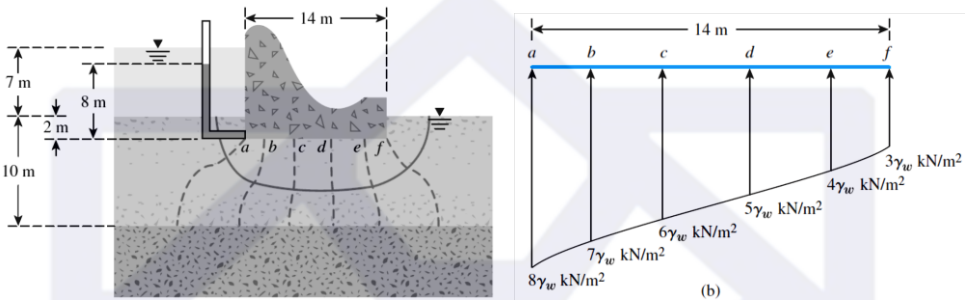 14 m
7 m
8 m
2 m
10 m
a b c d e f
14 m
a b c d e f
3γw kN/m²
4γw kN/m²
5γw kN/m²
6γw kN/m²
7γw kN/m²
8γw kN/m²
(b)